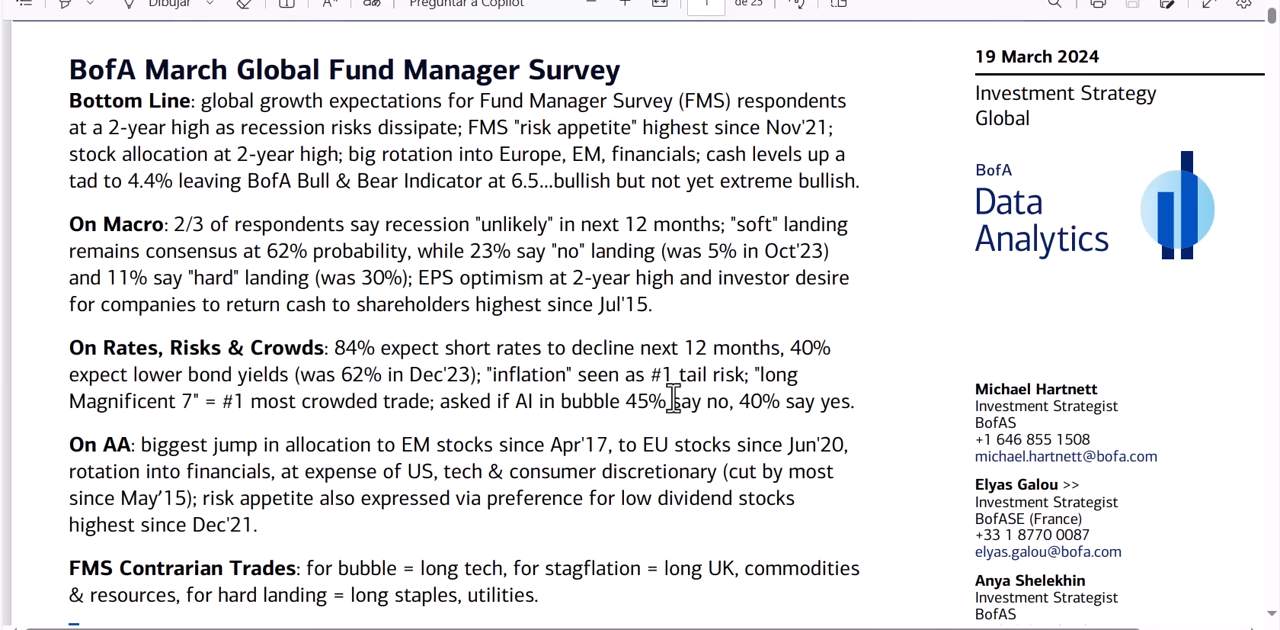 Dibujar
Preguntar a Copilot
1
de 25
BofA March Global Fund Manager Survey
Bottom Line: global growth expectations for Fund Manager Survey (FMS) respondents
at a 2-year high as recession risks dissipate; FMS "risk appetite" highest since Nov'21;
stock allocation at 2-year high; big rotation into Europe, EM, financials; cash levels up a
tad to 4.4% leaving BofA Bull & Bear Indicator at 6.5...bullish but not yet extreme bullish.
On Macro: 2/3 of respondents say recession "unlikely" in next 12 months; "soft" landing
remains consensus at 62% probability, while 23% say "no" landing (was 5% in Oct'23)
and 11% say "hard" landing (was 30%); EPS optimism at 2-year high and investor desire
for companies to return cash to shareholders highest since Jul'15.
On Rates, Risks & Crowds: 84% expect short rates to decline next 12 months, 40%
expect lower bond yields (was 62% in Dec'23); "inflation" seen as #1 tail risk; "long
Magnificent 7" = #1 most crowded trade; asked if AI in bubble 45% say no, 40% say yes.
On AA: biggest jump in allocation to EM stocks since Apr'17, to EU stocks since Jun'20,
rotation into financials, at expense of US, tech & consumer discretionary (cut by most
since May'15); risk appetite also expressed via preference for low dividend stocks
highest since Dec'21.
FMS Contrarian Trades: for bubble = long tech, for stagflation = long UK, commodities
& resources, for hard landing = long staples, utilities.
19 March 2024
Investment Strategy
Global
BofA
Data
Analytics
Michael Hartnett
Investment Strategist
BofAS
+1 646 855 1508
michael.hartnett@bofa.com
Elyas Galou >>
Investment Strategist
BofASE (France)
+33 1 8770 0087
elyas.galou@bofa.com
Anya Shelekhin
Investment Strategist
BofAS